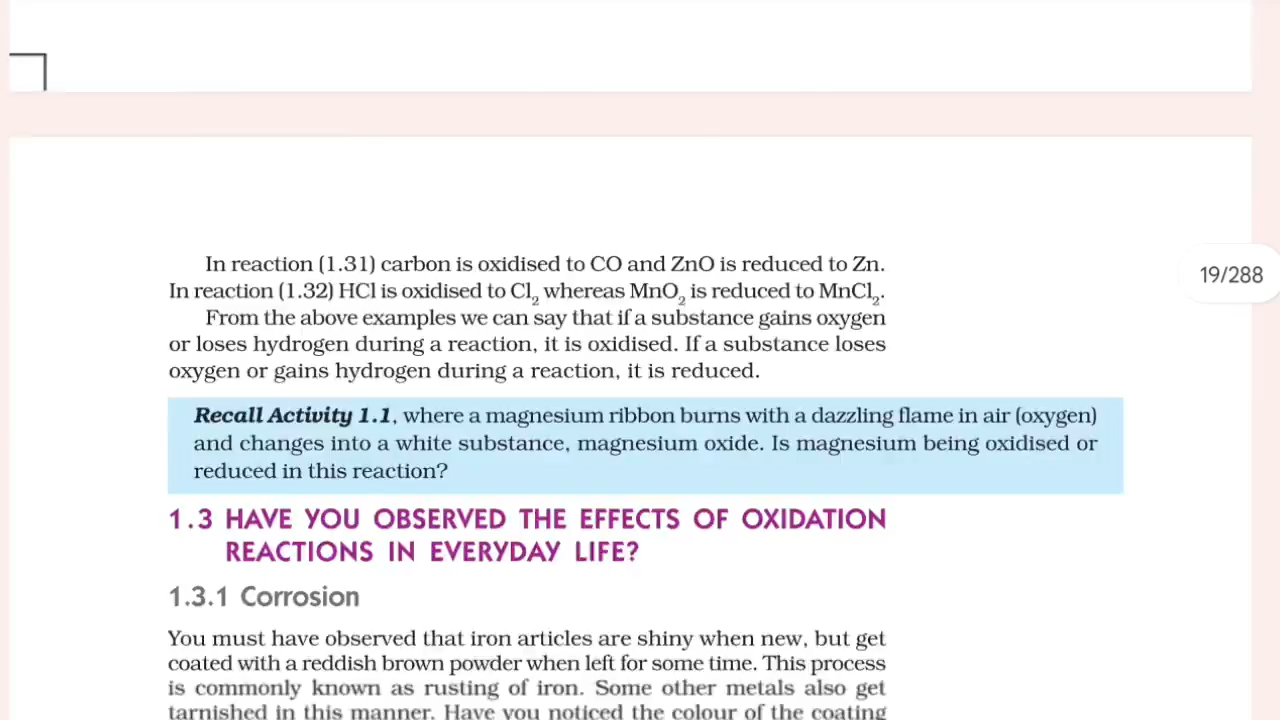 In reaction (1.31) carbon is oxidised to CO and ZnO is reduced to Zn.
In reaction (1.32) HCl is oxidised to Cl₂ whereas MnO₂ is reduced to MnCl₂.
From the above examples we can say that if a substance gains oxygen
or loses hydrogen during a reaction, it is oxidised. If a substance loses
oxygen or gains hydrogen during a reaction, it is reduced.
19/288
Recall Activity 1.1, where a magnesium ribbon burns with a dazzling flame in air (oxygen)
and changes into a white substance, magnesium oxide. Is magnesium being oxidised or
reduced in this reaction?
1.3 HAVE YOU OBSERVED THE EFFECTS OF OXIDATION
REACTIONS IN EVERYDAY LIFE?
1.3.1 Corrosion
You must have observed that iron articles are shiny when new, but get
coated with a reddish brown powder when left for some time. This process
is commonly known as rusting of iron. Some other metals also get
tarnished in this manner. Have you noticed the colour of the coating